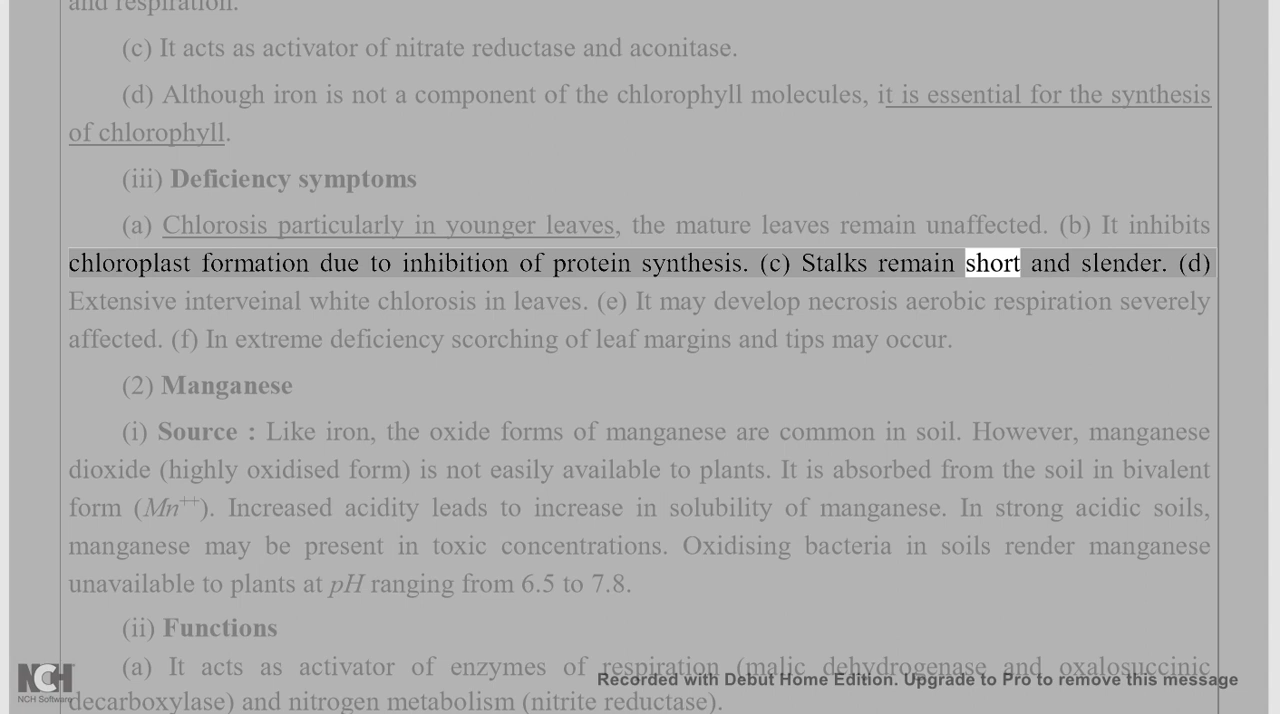 and respiration.
(c) It acts as activator of nitrate reductase and aconitase.
(d) Although iron is not a component of the chlorophyll molecules, it is essential for the synthesis
of chlorophyll.
(iii) Deficiency symptoms
(a) Chlorosis particularly in younger leaves, the mature leaves remain unaffected. (b) It inhibits
chloroplast formation due to inhibition of protein synthesis. (c) Stalks remain short and slender. (d)
Extensive interveinal white chlorosis in leaves. (e) It may develop necrosis aerobic respiration severely
affected. (f) In extreme deficiency scorching of leaf margins and tips may occur.
(2) Manganese
(i) Source : Like iron, the oxide forms of manganese are common in soil. However, manganese
dioxide (highly oxidised form) is not easily available to plants. It is absorbed from the soil in bivalent
form (Mn++). Increased acidity leads to increase in solubility of manganese. In strong acidic soils,
manganese may be present in toxic concentrations. Oxidising bacteria in soils render manganese
unavailable to plants at pH ranging from 6.5 to 7.8.
(ii) Functions
(a) It acts as activator of enzymes of respiration (malic dehydrogenase and oxalosuccinic
decarboxylase) and nitrogen metabolism (nitrite reductase).
NCH
NCH Software
Recorded with Debut Home Edition. Upgrade to Pro to remove this message